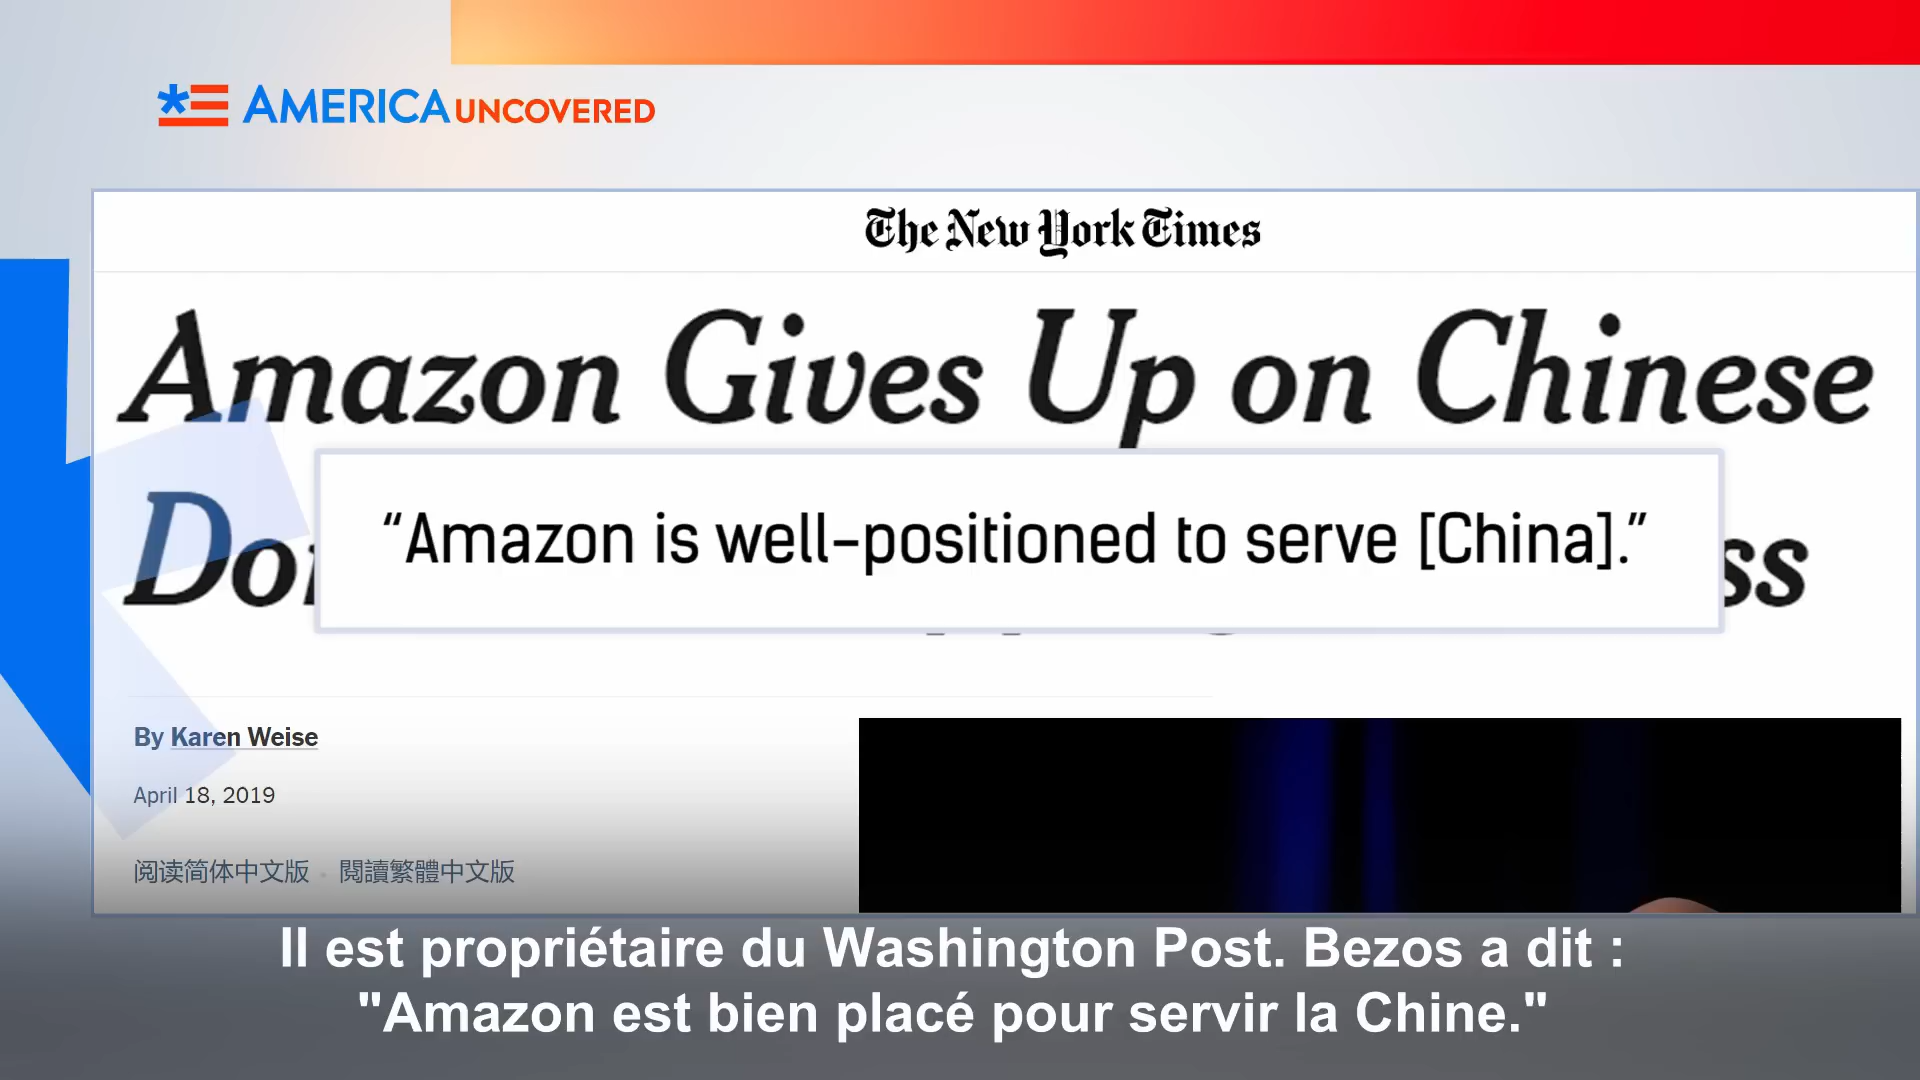 AMERICA UNCOVERED
The New York Times
Amazon Gives Up on Chinese
“Amazon is well-positioned to serve [China].”
By Karen Weise
April 18, 2019
阅读简体中文版 • 閱讀繁體中文版
Il est propriétaire du Washington Post. Bezos a dit :
"Amazon est bien placé pour servir la Chine."